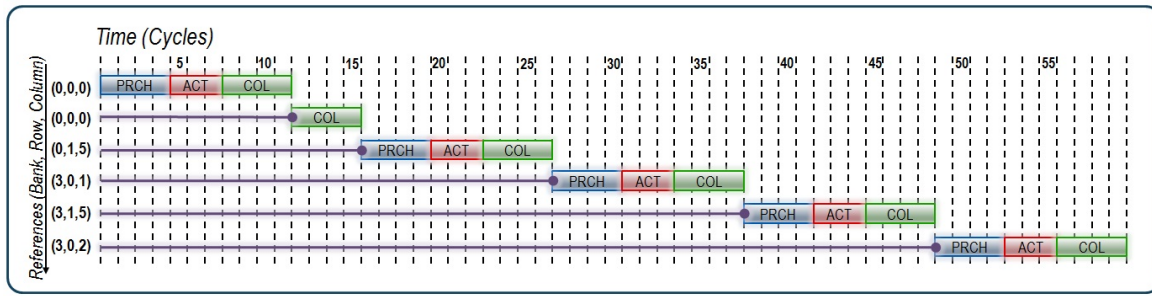 Time (Cycles)
5 10 15 20 25 30 35 40 45 50 55
References (Bank, Row, Column)
(0,0,0) PRCH ACT COL
(0,0,0) COL
(0,1,5) PRCH ACT COL
(3,0,1) PRCH ACT COL
(3,1,5) PRCH ACT COL
(3,0,2) PRCH ACT COL